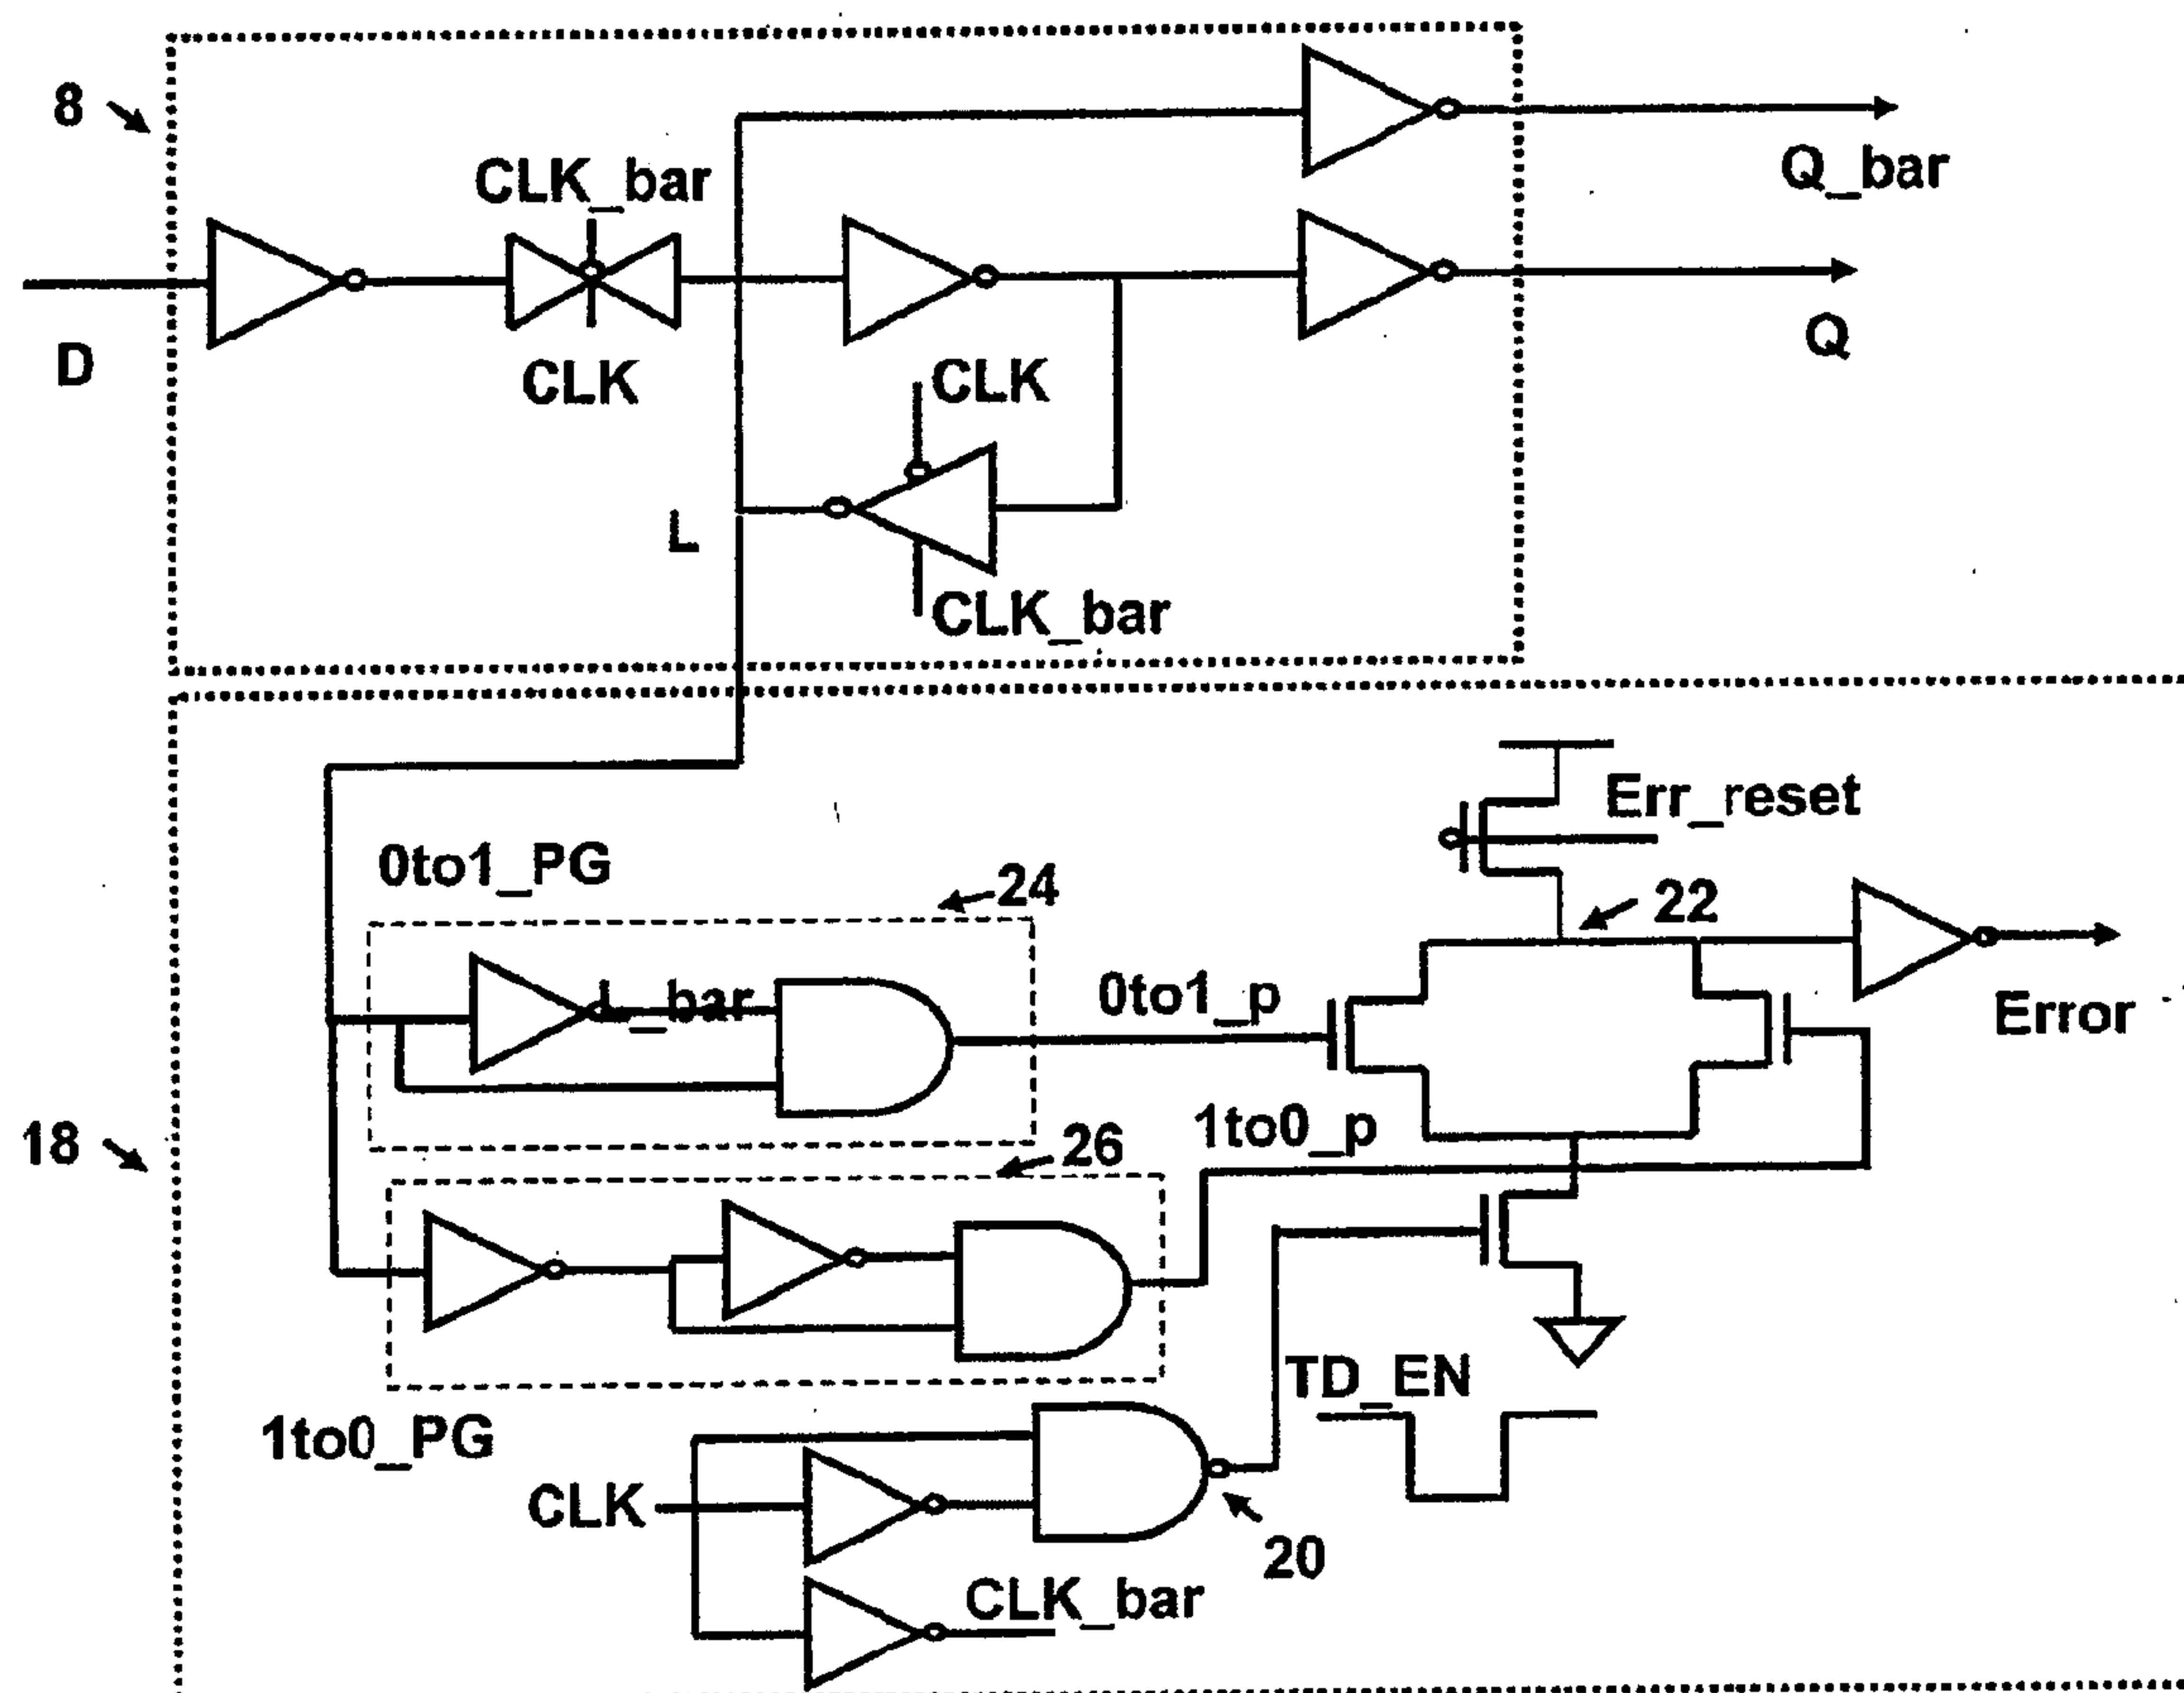 8
CLK_bar
Q_bar
D
CLK
Q
CLK
L
CLK_bar
Err_reset
0to1_PG
24
22
L_bar
0to1_p
Error
18
1to0_p
26
TD_EN
1to0_PG
CLK
20
CLK_bar